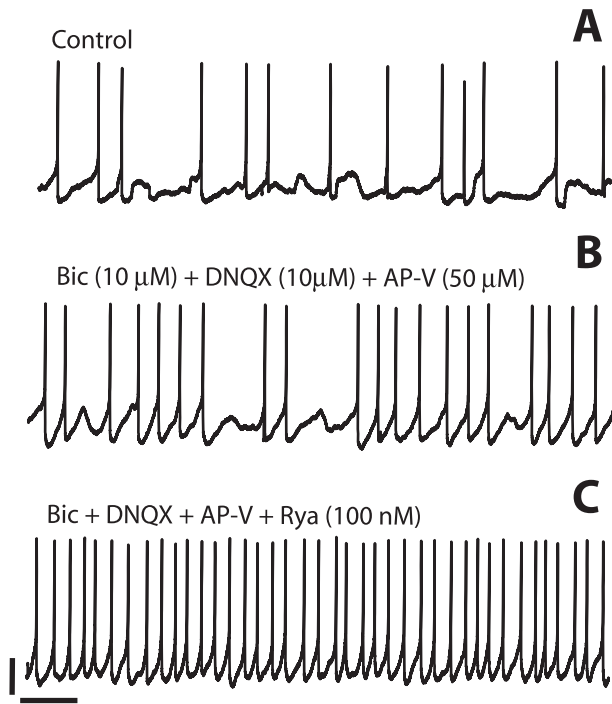 A
Control
B
Bic (10 µM) + DNQX (10µM) + AP-V (50 µM)
C
Bic + DNQX + AP-V + Rya (100 nM)